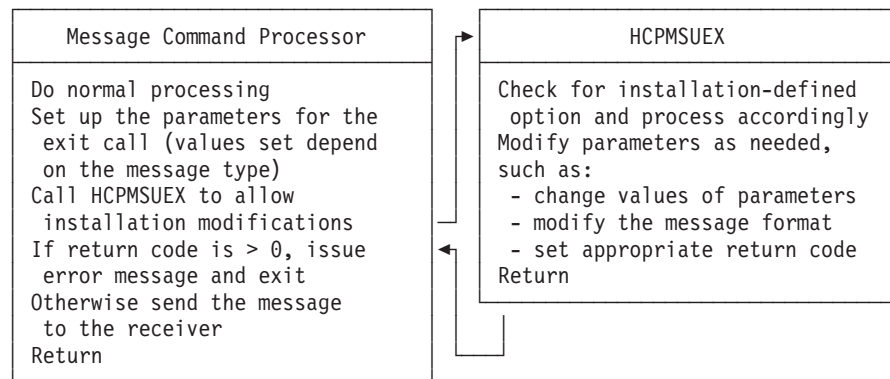 Message Command Processor
Do normal processing
Set up the parameters for the
exit call (values set depend
on the message type)
Call HCPMSUEX to allow
installation modifications
If return code is > 0, issue
error message and exit
Otherwise send the message
to the receiver
Return
HCPMSUEX
Check for installation-defined
option and process accordingly
Modify parameters as needed,
such as:
- change values of parameters
- modify the message format
- set appropriate return code
Return